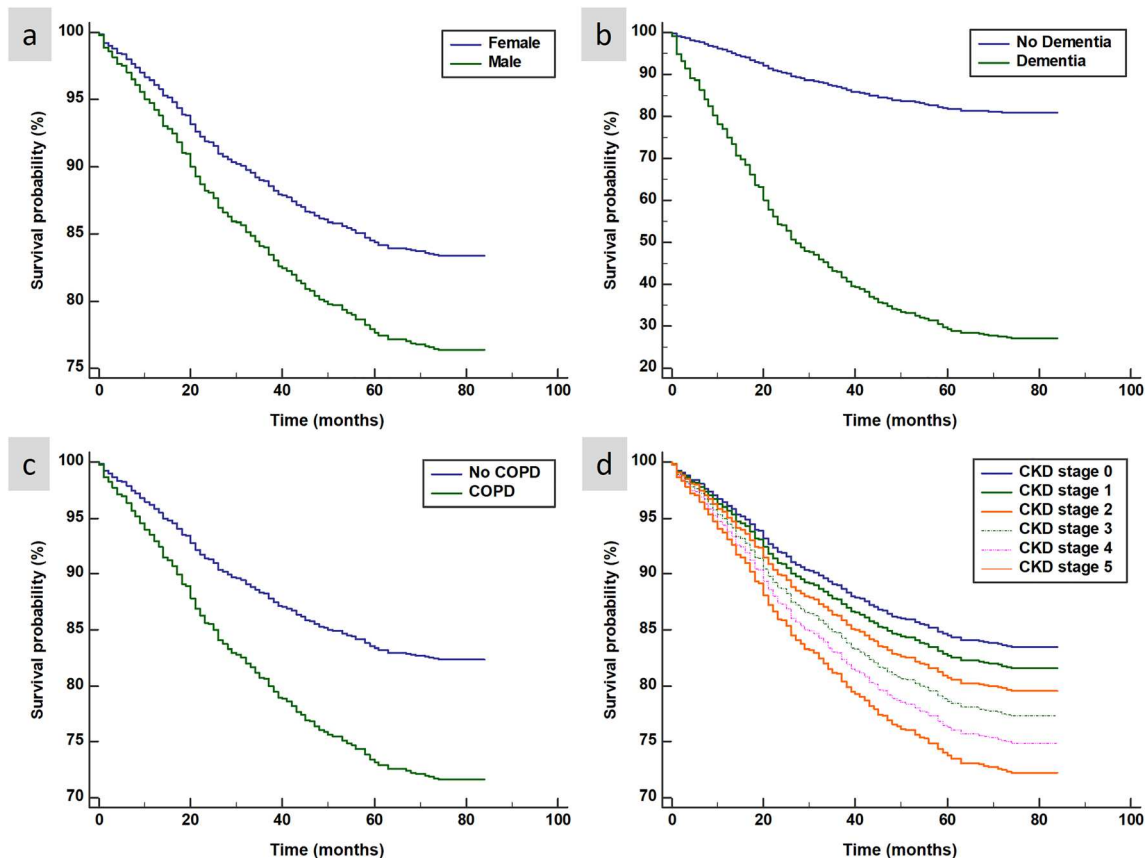 a
Female
Male
100
95
90
85
80
75
Survival probability (%)
0 20 40 60 80 100
Time (months)
b
No Dementia
Dementia
100
90
80
70
60
50
40
30
20
Survival probability (%)
0 20 40 60 80 100
Time (months)
c
No COPD
COPD
100
95
90
85
80
75
70
Survival probability (%)
0 20 40 60 80 100
Time (months)
d
CKD stage 0
CKD stage 1
CKD stage 2
CKD stage 3
CKD stage 4
CKD stage 5
100
95
90
85
80
75
70
Survival probability (%)
0 20 40 60 80 100
Time (months)